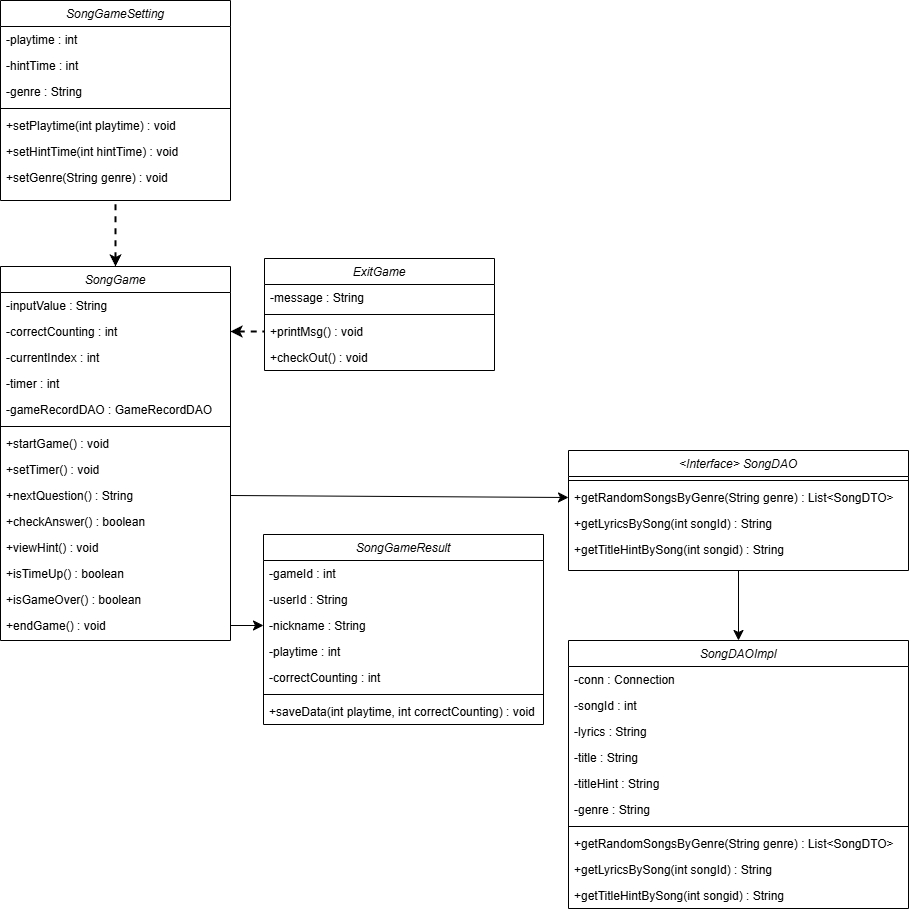 SongGameSetting
-playtime : int
-hintTime : int
-genre : String
+setPlaytime(int playtime) : void
+setHintTime(int hintTime) : void
+setGenre(String genre) : void
SongGame
-inputValue : String
-correctCounting : int
-currentIndex : int
-timer : int
-gameRecordDAO : GameRecordDAO
+startGame() : void
+setTimer() : void
+nextQuestion() : String
+checkAnswer() : boolean
+viewHint() : void
+isTimeUp() : boolean
+isGameOver() : boolean
+endGame() : void
ExitGame
-message : String
+printMsg() : void
+checkOut() : void
SongGameResult
-gameId : int
-userId : String
-nickname : String
-playtime : int
-correctCounting : int
+saveData(int playtime, int correctCounting) : void
<Interface> SongDAO
+getRandomSongsByGenre(String genre) : List<SongDTO>
+getLyricsBySong(int songId) : String
+getTitleHintBySong(int songid) : String
SongDAOImpl
-conn : Connection
-songId : int
-lyrics : String
-title : String
-titleHint : String
-genre : String
+getRandomSongsByGenre(String genre) : List<SongDTO>
+getLyricsBySong(int songId) : String
+getTitleHintBySong(int songid) : String